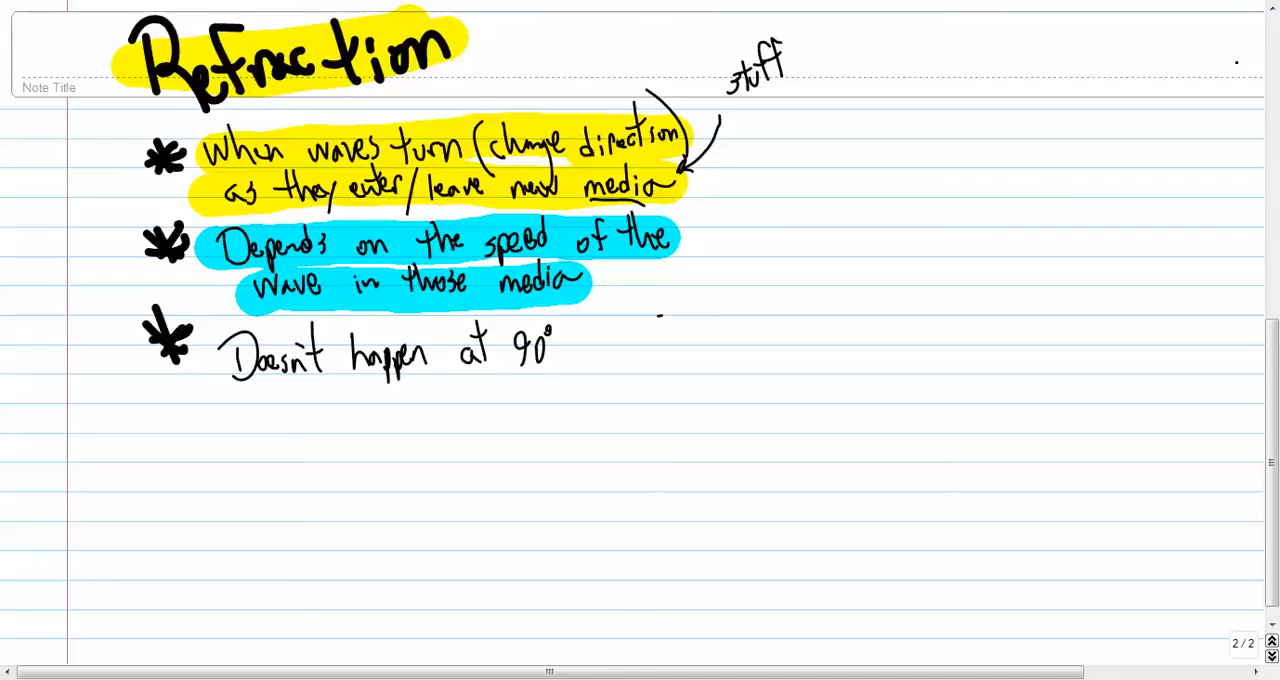 Refraction
Note Title
stuff
* When waves turn (change direction)
as they enter/leave new media
* Depends on the speed of the
wave in those media
* Doesn't happen at 90°
2 / 2